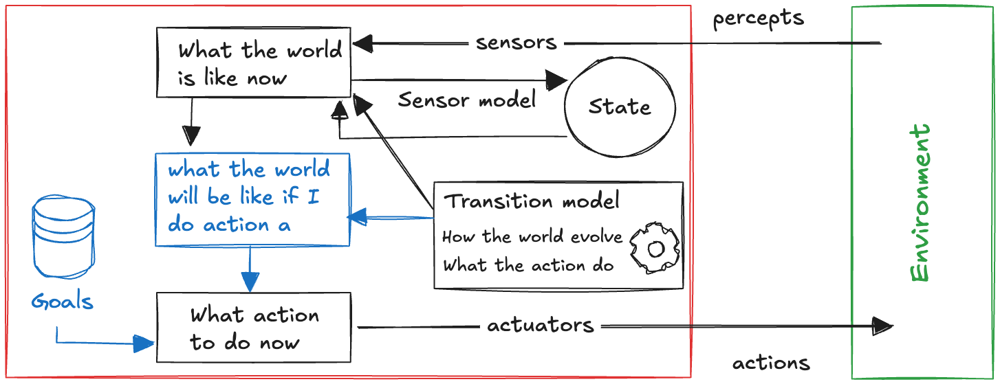 percepts
sensors
What the world
is like now
Sensor model
State
what the world
will be like if I
do action a
Transition model
How the world evolve
What the action do
Environment
Goals
What action
to do now
actuators
actions